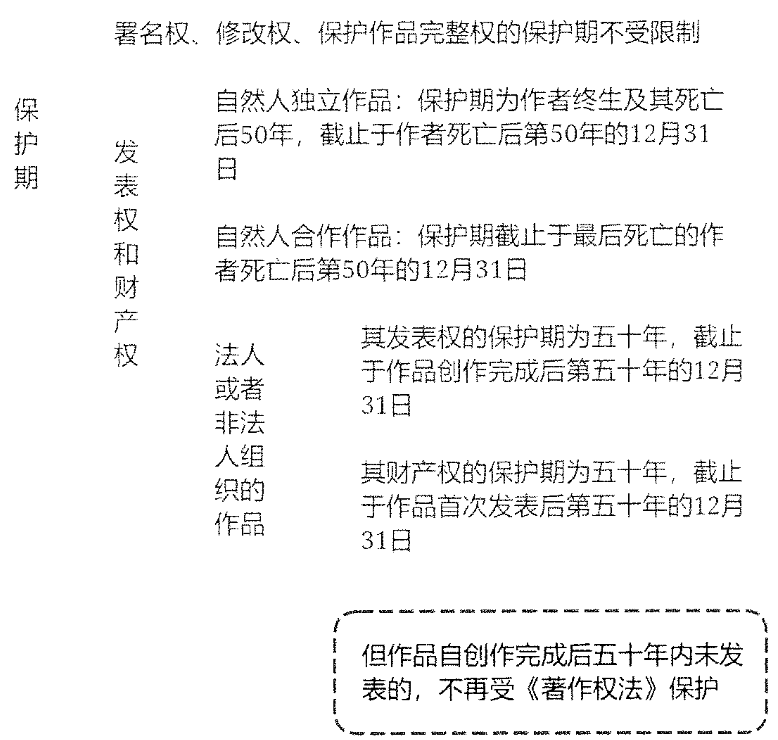 署名权、修改权、保护作品完整权的保护期不受限制
保护期
发表权和财产权
自然人独立作品：保护期为作者终生及其死亡
后50年，截止于作者死亡后第50年的12月31
日
自然人合作作品：保护期截止于最后死亡的作
者死亡后第50年的12月31日
法人
或者
非法
人组
织的
作品
其发表权的保护期为五十年，截止
于作品创作完成后第五十年的12月
31日
其财产权的保护期为五十年，截止
于作品首次发表后第五十年的12月
31日
但作品自创作完成后五十年内未发
表的，不再受《著作权法》保护